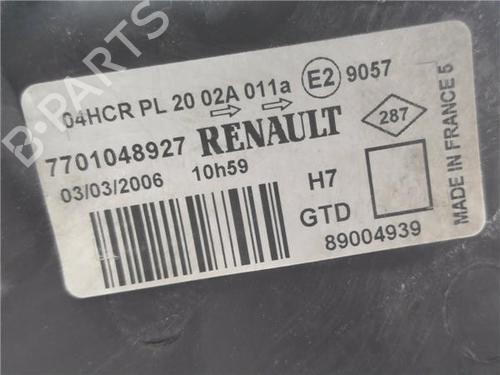 04HCR PL 20 02A 011a E2 9057
7701048927 RENAULT 287
03/03/2006 10h59
H7
GTD
89004939
MADE IN FRANCE 5
B-PARTS